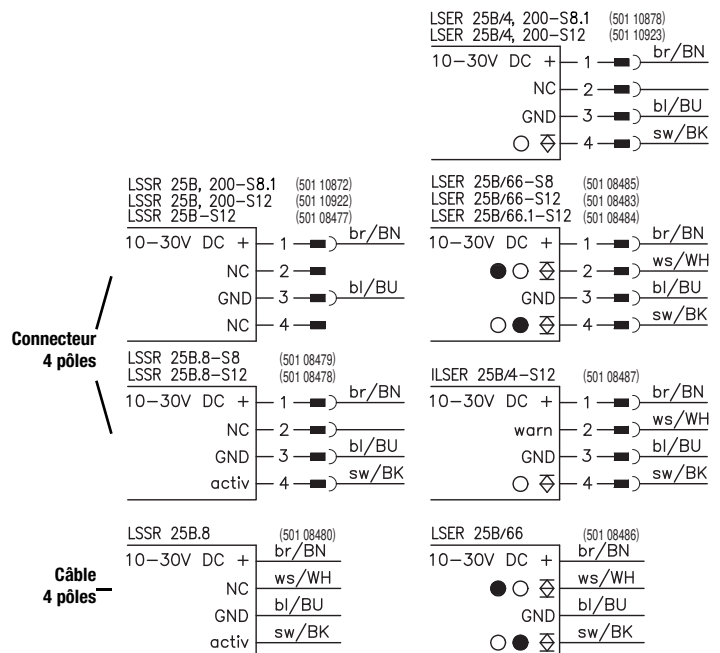 LSER 25B/4, 200-S8.1 (501 10878)
LSER 25B/4, 200-S12 (501 10923)
10-30V DC + 1 br/BN
NC 2
GND 3 bl/BU
4 sw/BK
LSSR 25B, 200-S8.1 (501 10872)
LSSR 25B, 200-S12 (501 10922)
LSSR 25B-S12 (501 08477)
10-30V DC + 1 br/BN
NC 2
GND 3 bl/BU
NC 4
LSER 25B/66-S8 (501 08485)
LSER 25B/66-S12 (501 08483)
LSER 25B/66.1-S12 (501 08484)
10-30V DC + 1 br/BN
2 ws/WH
GND 3 bl/BU
4 sw/BK
Connecteur
4 pôles
LSSR 25B.8-S8 (501 08479)
LSSR 25B.8-S12 (501 08478)
10-30V DC + 1 br/BN
NC 2
GND 3 bl/BU
activ 4 sw/BK
ILSER 25B/4-S12 (501 08487)
10-30V DC + 1 br/BN
warn 2 ws/WH
GND 3 bl/BU
4 sw/BK
Câble
4 pôles
LSSR 25B.8 (501 08480)
10-30V DC + br/BN
NC ws/WH
GND bl/BU
activ sw/BK
LSER 25B/66 (501 08486)
10-30V DC + br/BN
ws/WH
GND bl/BU
sw/BK